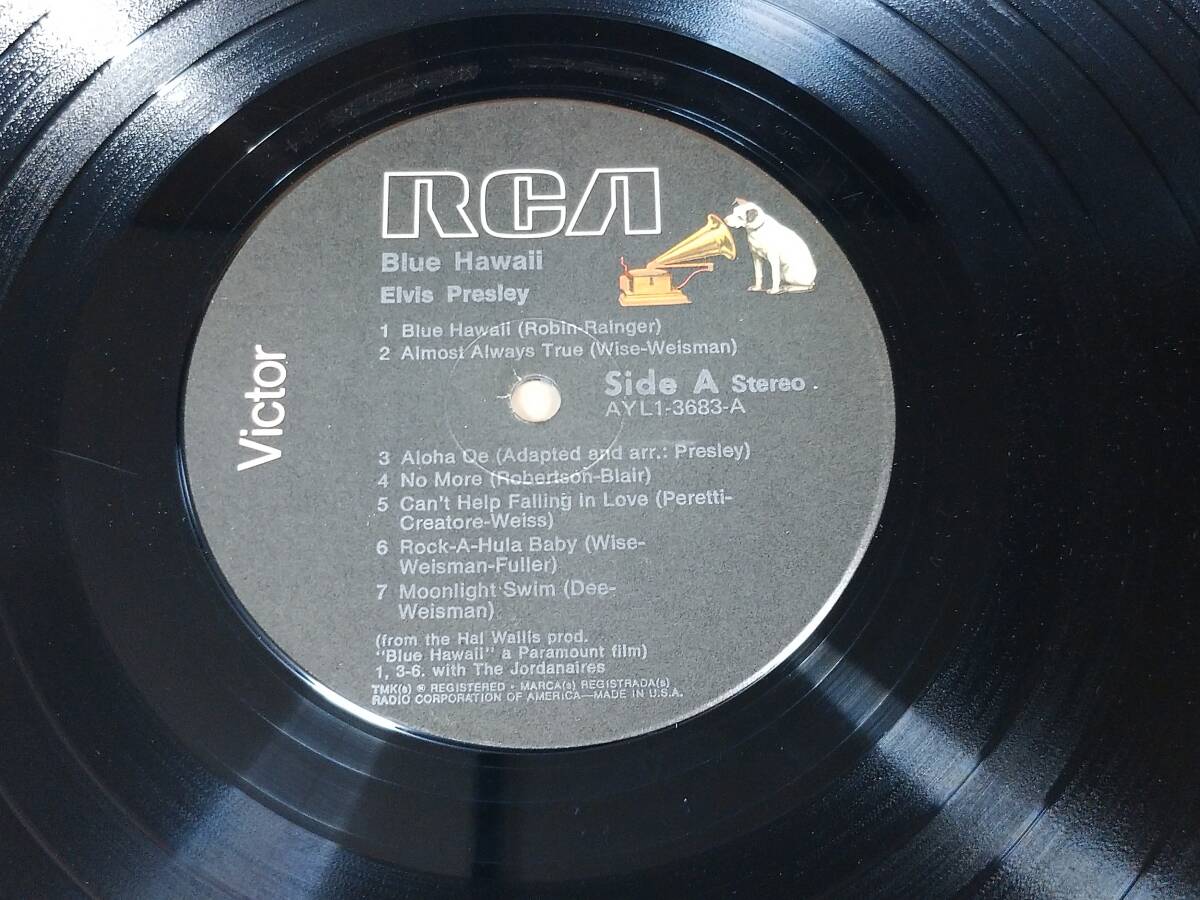 RCA
Blue Hawaii
Elvis Presley
1 Blue Hawaii (Robin-Rainger)
2 Almost Always True (Wise-Weisman)
Side A Stereo
AYL1-3683-A
Victor
3 Aloha Oe (Adapted and arr.: Presley)
4 No More (Robertson-Blair)
5 Can't Help Falling in Love (Peretti-
Creatore-Weiss)
6 Rock-A-Hula Baby (Wise-
Weisman-Fuller)
7 Moonlight Swim (Dee-
Weisman)
(from the Hal Wallis prod.
"Blue Hawaii" a Paramount film)
1, 3-6. with The Jordanaires
TMK(s) ® REGISTERED • MARCA(s) REGISTRADA(s)
RADIO CORPORATION OF AMERICA—MADE IN U.S.A.